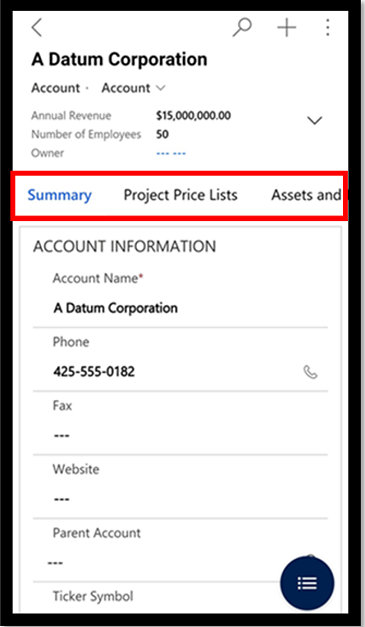 A Datum Corporation
Account · Account
Annual Revenue $15,000,000.00
Number of Employees 50
Owner --- ---
Summary Project Price Lists Assets and
ACCOUNT INFORMATION
Account Name*
A Datum Corporation
Phone
425-555-0182
Fax
---
Website
---
Parent Account
---
Ticker Symbol